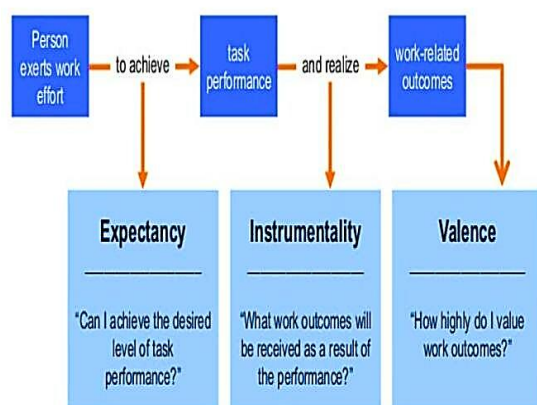 Person
exerts work
effort
to achieve
task
performance
and realize
work-related
outcomes
Expectancy
“Can I achieve the desired
level of task
performance?”
Instrumentality
“What work outcomes will
be received as a result of
the performance?”
Valence
“How highly do I value
work outcomes?”